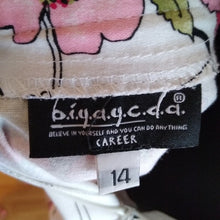 b.i.y.a.y.c.d.a.®
BELIEVE IN YOURSELF AND YOU CAN DO ANYTHING
CAREER
14